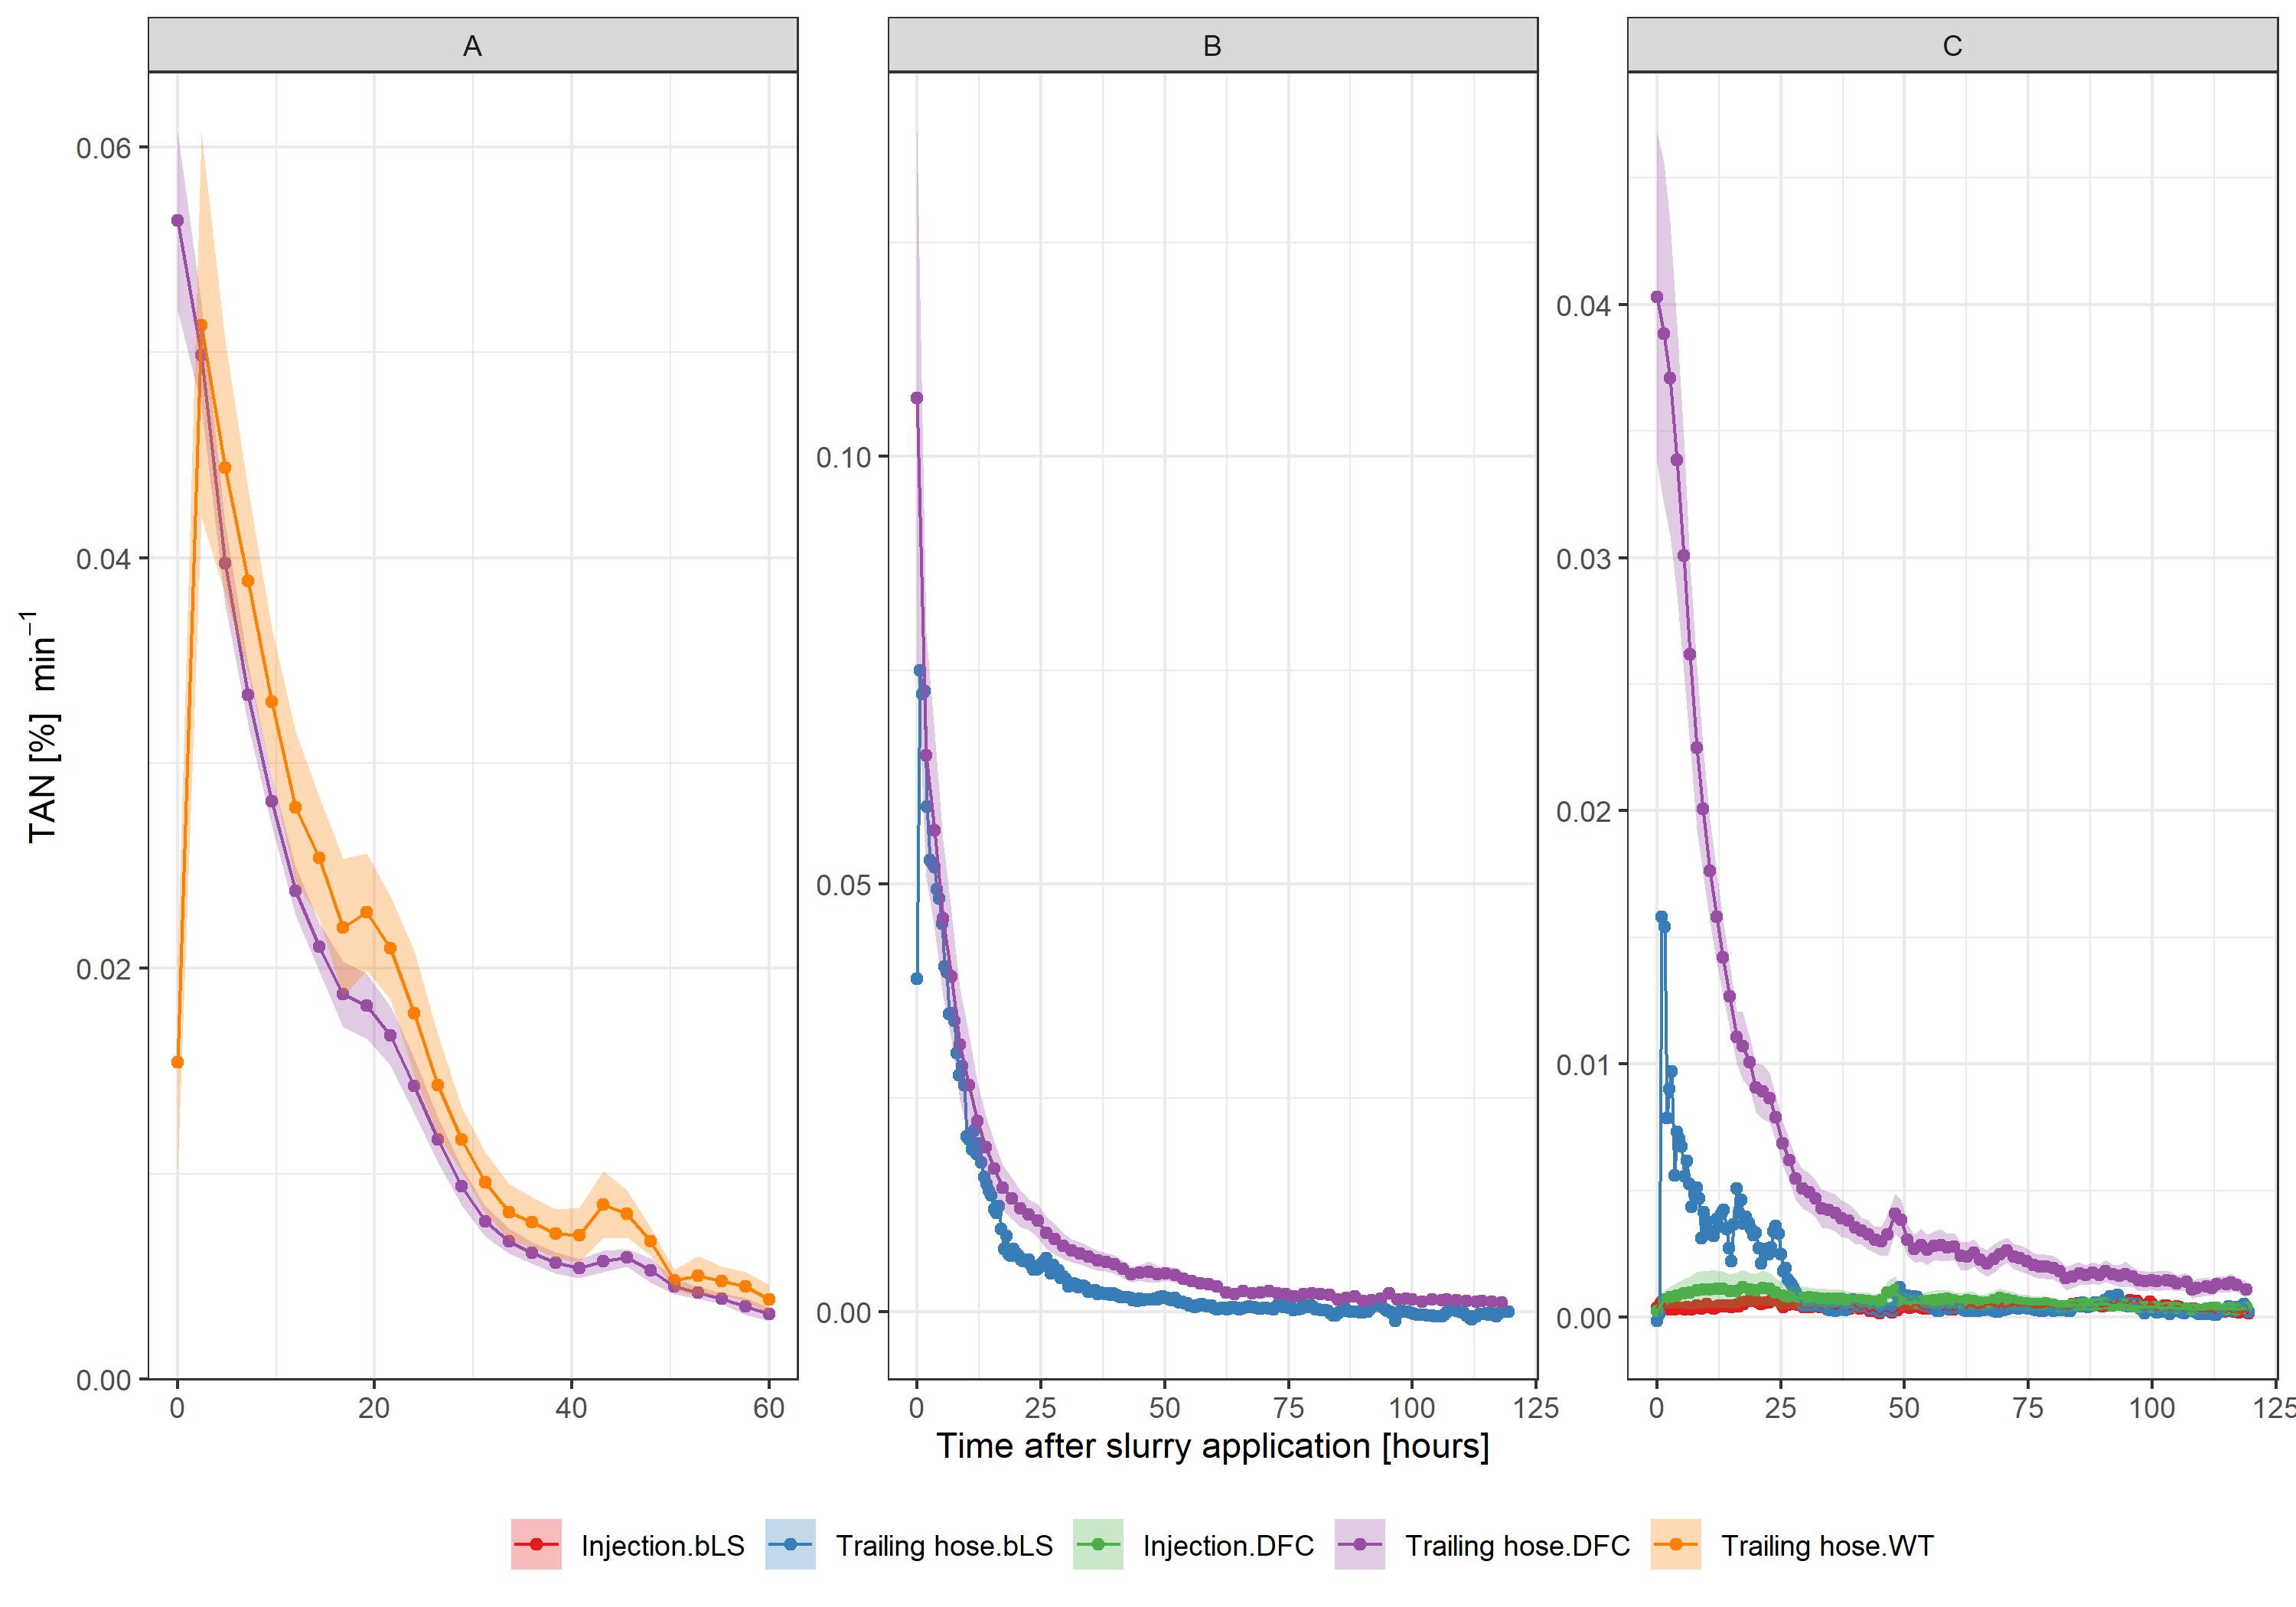 A
B
C
TAN [%] min⁻¹
0.06
0.04
0.02
0.00
0 20 40 60
0.10
0.05
0.00
0 25 50 75 100 125
0.04
0.03
0.02
0.01
0.00
0 25 50 75 100 125
Time after slurry application [hours]
Injection.bLS Trailing hose.bLS Injection.DFC Trailing hose.DFC Trailing hose.WT